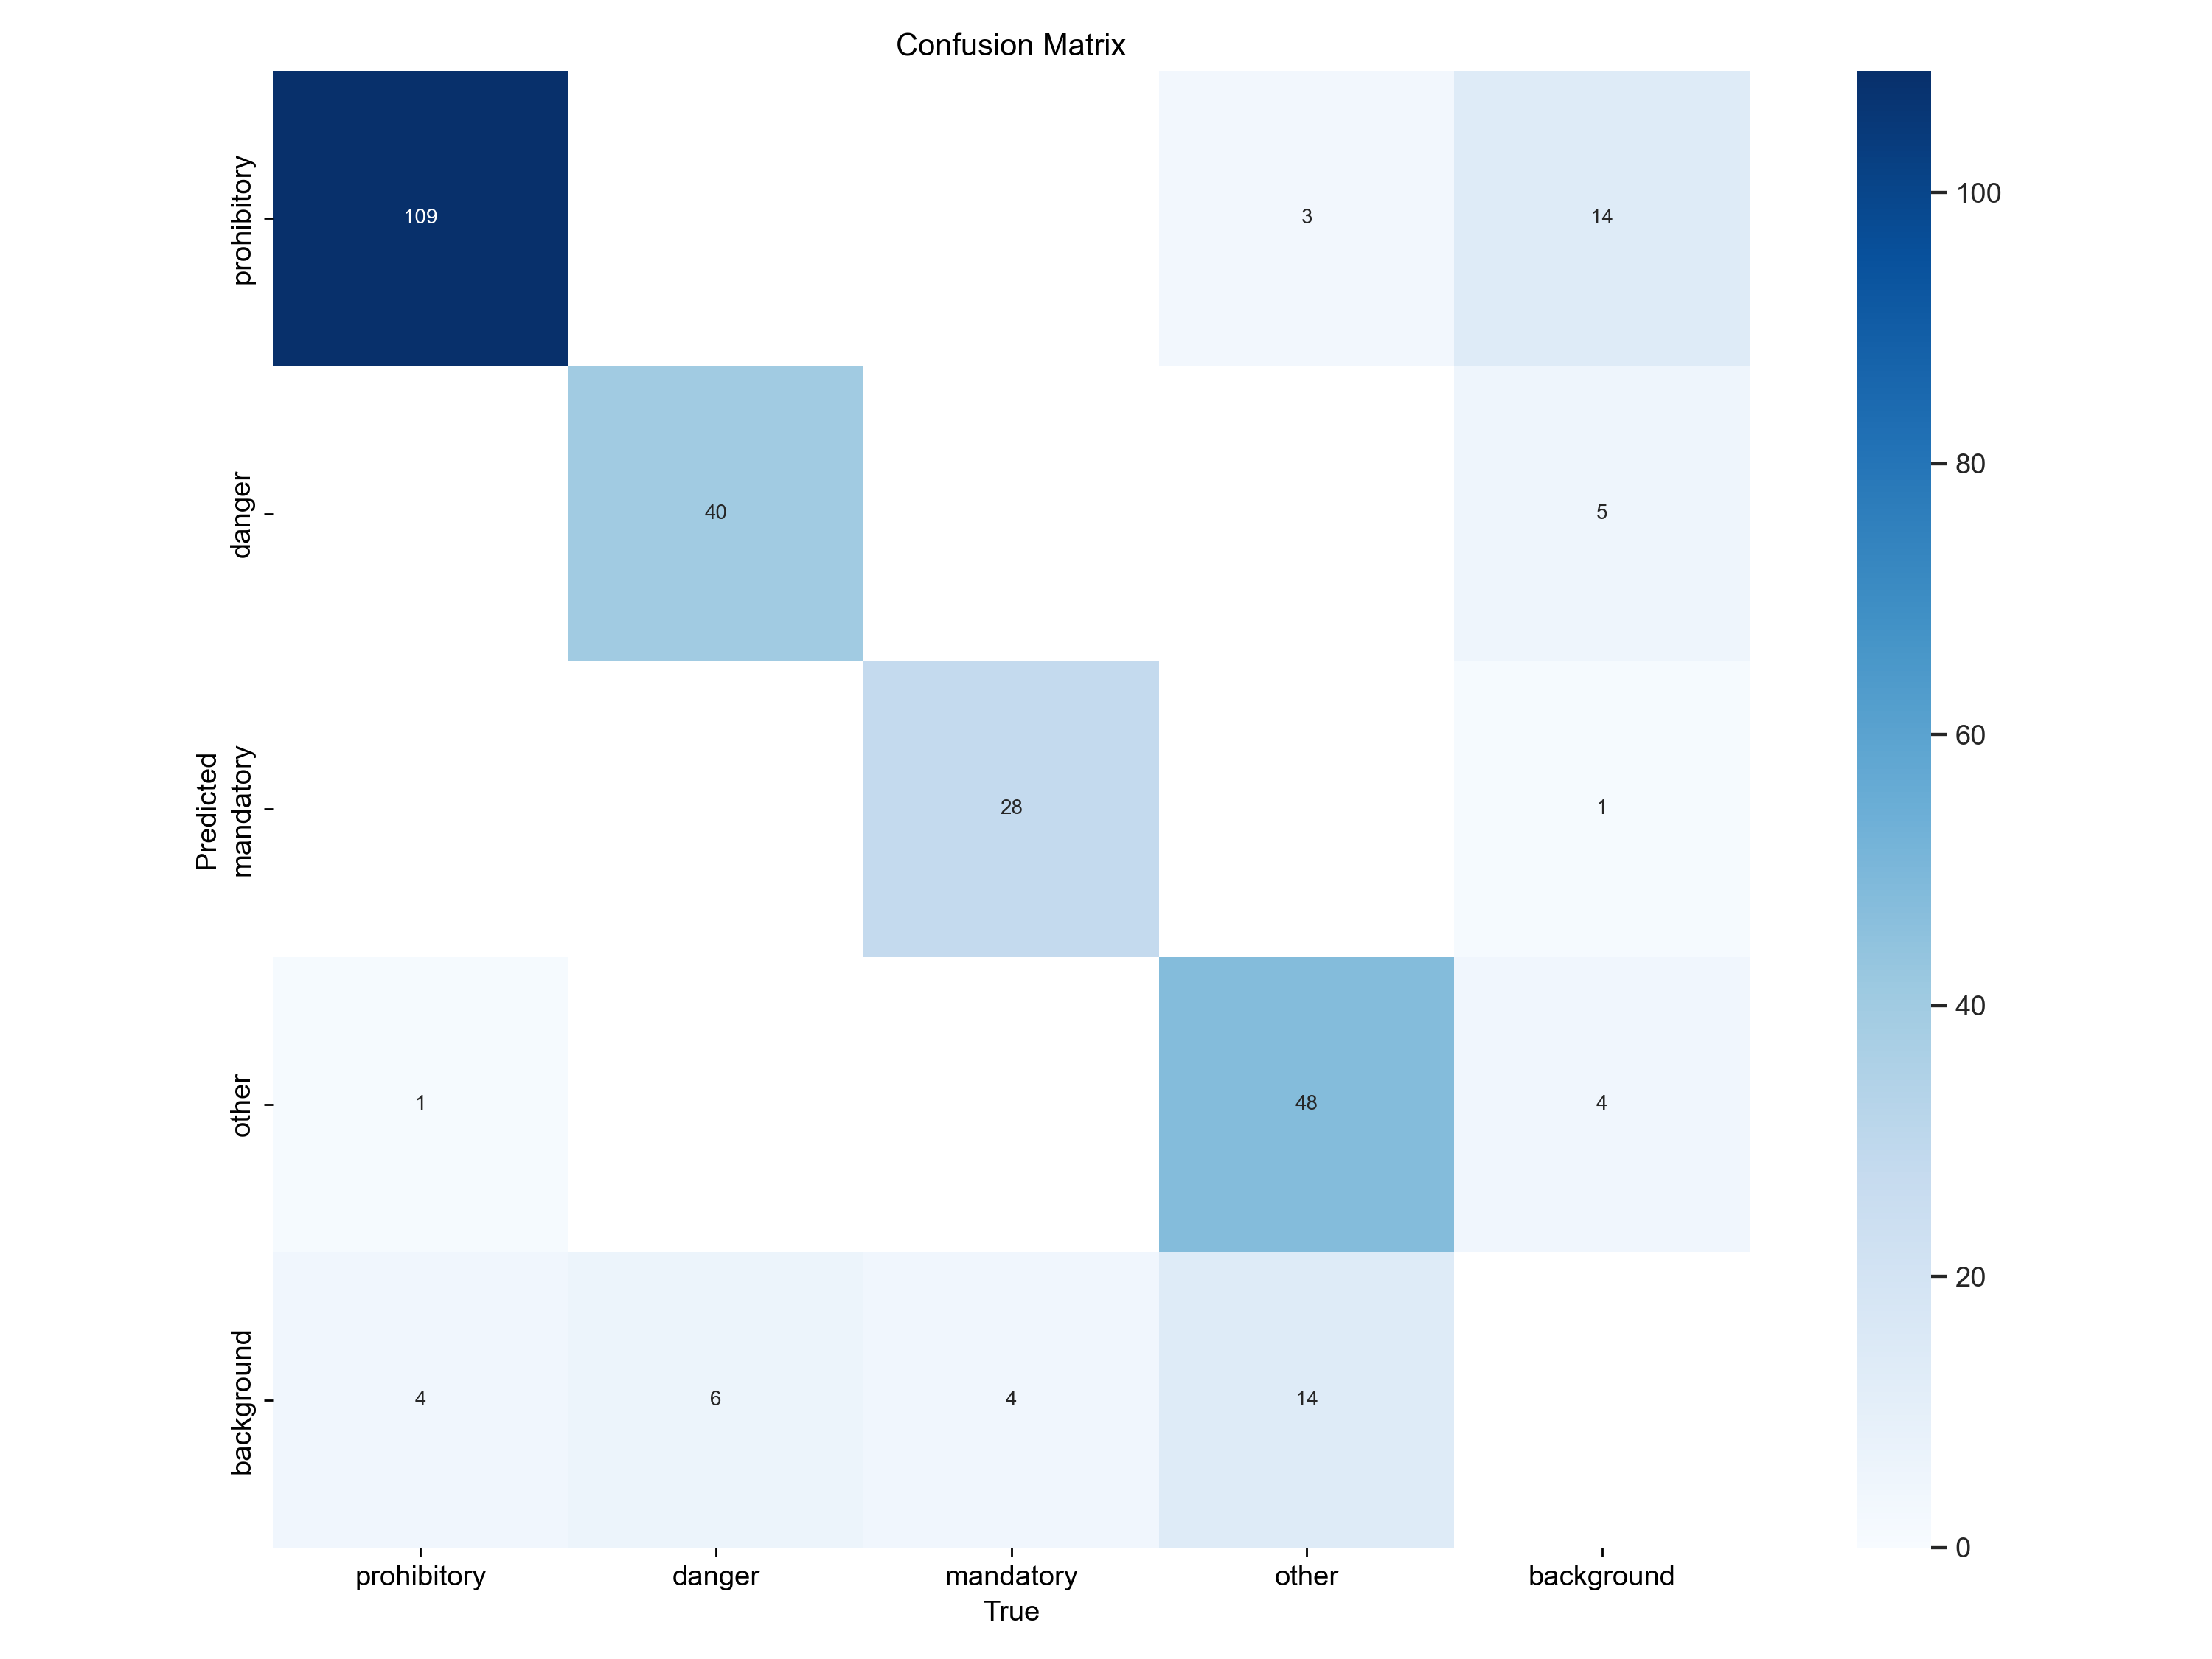 Confusion Matrix
prohibitory
109
3
14
100
danger
40
5
80
Predicted
mandatory
28
1
60
other
1
48
4
40
background
4
6
4
14
20
0
prohibitory
danger
mandatory
other
background
True